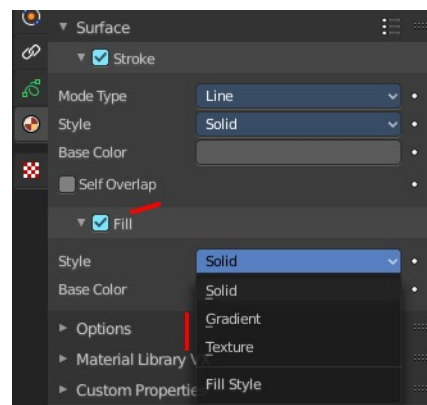 Surface
Stroke
Mode Type Line
Style Solid
Base Color
Self Overlap
Fill
Style Solid
Base Color
Solid
Gradient
Texture
Fill Style
Options
Material Library
Custom Propertie